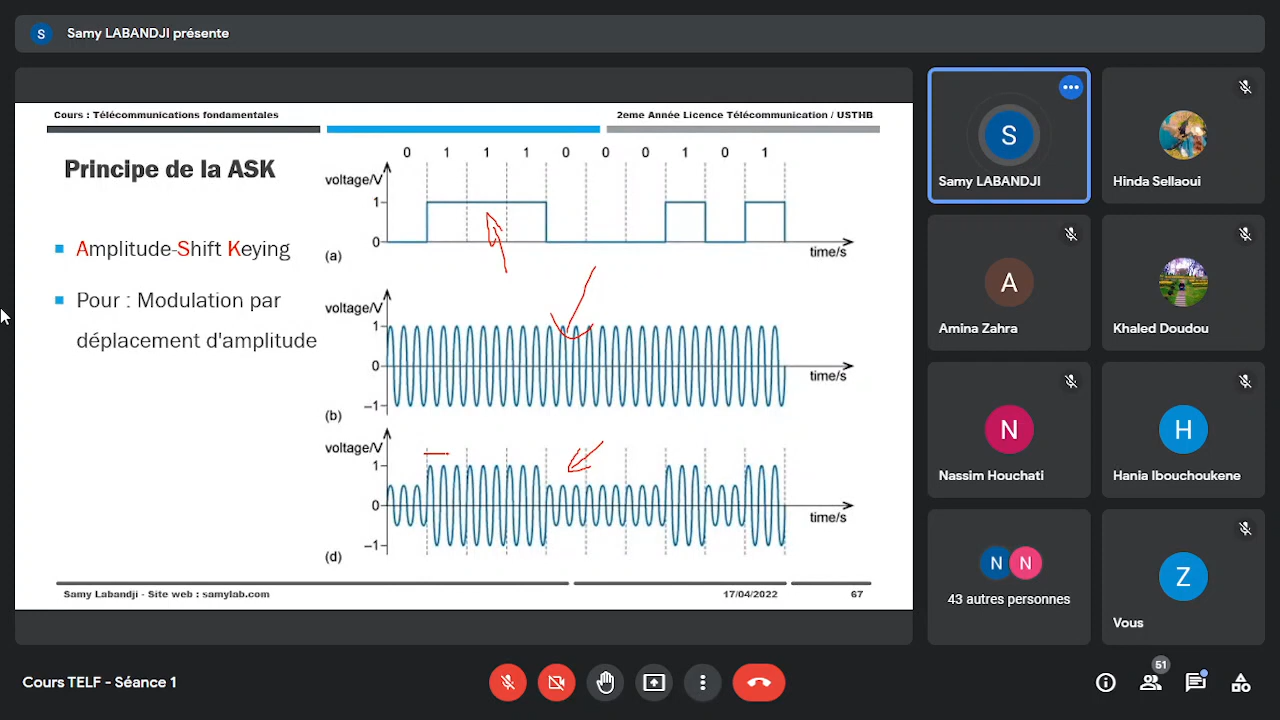 S Samy LABANDJI présente
Cours : Télécommunications fondamentales
2eme Année Licence Télécommunication / USTHB
Principe de la ASK
Amplitude-Shift Keying
Pour : Modulation par
déplacement d'amplitude
0 1 1 1 0 0 0 1 0 1
voltage/V
1
0
time/s
(a)
voltage/V
1
0
time/s
−1
(b)
voltage/V
1
0
time/s
−1
(d)
Samy Labandji - Site web : samylab.com
17/04/2022
67
S
Samy LABANDJI
Hinda Sellaoui
A
Amina Zahra
Khaled Doudou
N
Nassim Houchati
H
Hania Ibouchoukene
N N
43 autres personnes
Z
Vous
Cours TELF - Séance 1
51